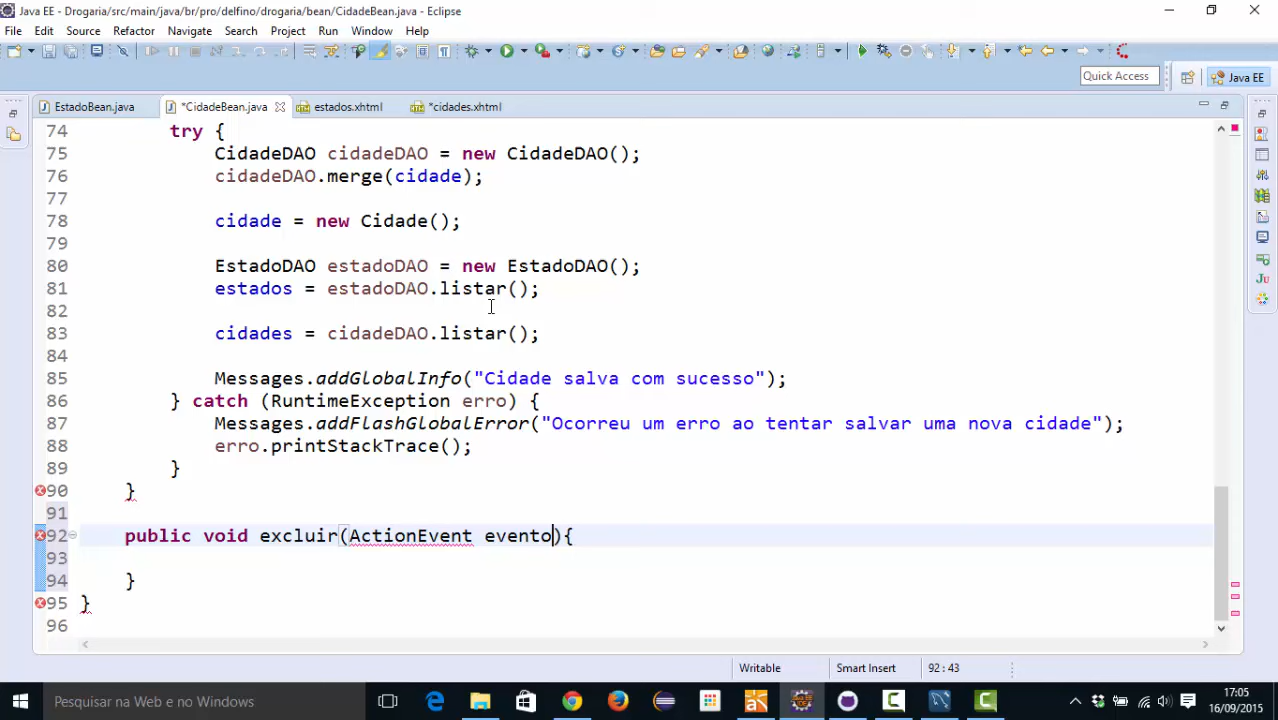 Java EE - Drogaria/src/main/java/br/pro/delfino/drogaria/bean/CidadeBean.java - Eclipse
File Edit Source Refactor Navigate Search Project Run Window Help
Quick Access
Java EE
EstadoBean.java
*CidadeBean.java
estados.xhtml
*cidades.xhtml
74 try {
75 CidadeDAO cidadeDAO = new CidadeDAO();
76 cidadeDAO.merge(cidade);
77
78 cidade = new Cidade();
79
80 EstadoDAO estadoDAO = new EstadoDAO();
81 estados = estadoDAO.listar();
82
83 cidades = cidadeDAO.listar();
84
85 Messages.addGlobalInfo("Cidade salva com sucesso");
86 } catch (RuntimeException erro) {
87 Messages.addFlashGlobalError("Ocorreu um erro ao tentar salvar uma nova cidade");
88 erro.printStackTrace();
89 }
90 }
91
92 public void excluir(ActionEvent evento){
93
94 }
95 }
96
Writable Smart Insert 92 : 43
Pesquisar na Web e no Windows
17:05
16/09/2015